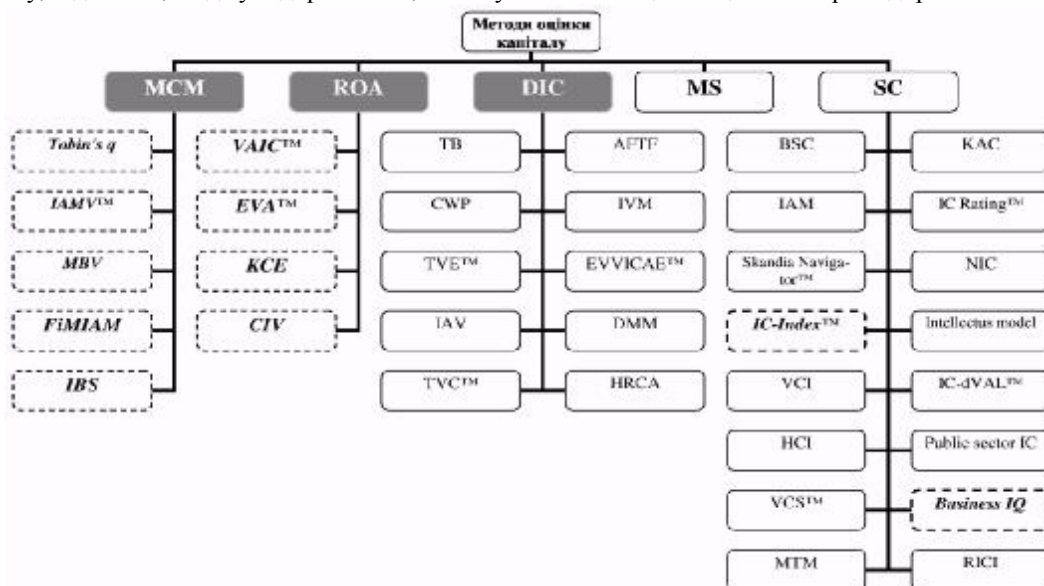 Методи оцінки
капіталу
MCM
ROA
DIC
MS
SC
Tobin's q
IAMV™
MBV
FiMIAM
IBS
VAIC™
EVA™
KCE
CIV
TB
CWP
TVE™
IAV
TVC™
AFTF
IVM
EVVICAE™
DMM
HRCA
BSC
IAM
Skandia Naviga-
tor™
IC-Index™
VCI
HCI
VCS™
MTM
KAC
IC Rating™
NIC
Intellectus model
IC-dVAL™
Public sector IC
Business IQ
RICI